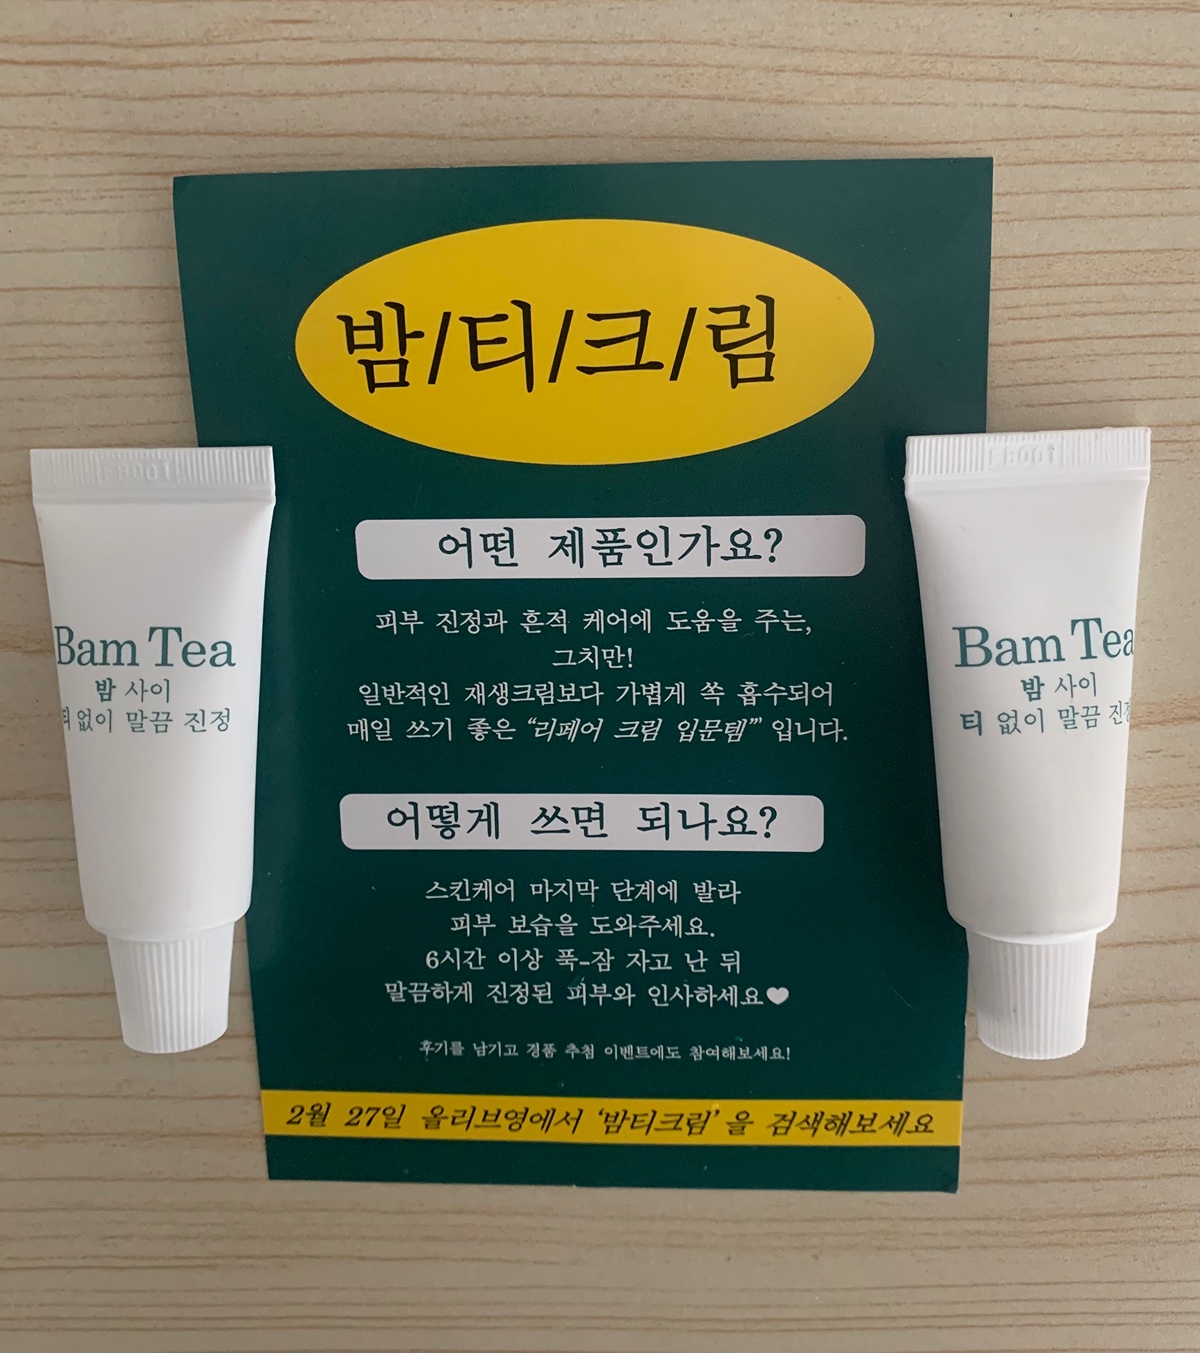 밤/티/크/림
어떤 제품인가요?
피부 진정과 흔적 케어에 도움을 주는,
그치만!
일반적인 재생크림보다 가볍게 쏙 흡수되어
매일 쓰기 좋은 “리페어 크림 입문템”” 입니다.
어떻게 쓰면 되나요?
스킨케어 마지막 단계에 발라
피부 보습을 도와주세요.
6시간 이상 푹-잠 자고 난 뒤
말끔하게 진정된 피부와 인사하세요♥
후기를 남기고 경품 추첨 이벤트에도 참여해보세요!
2월 27일 올리브영에서 ‘밤티크림’ 을 검색해보세요
Bam Tea
밤 사이
티 없이 말끔 진정
Bam Tea
밤 사이
티 없이 말끔 진정